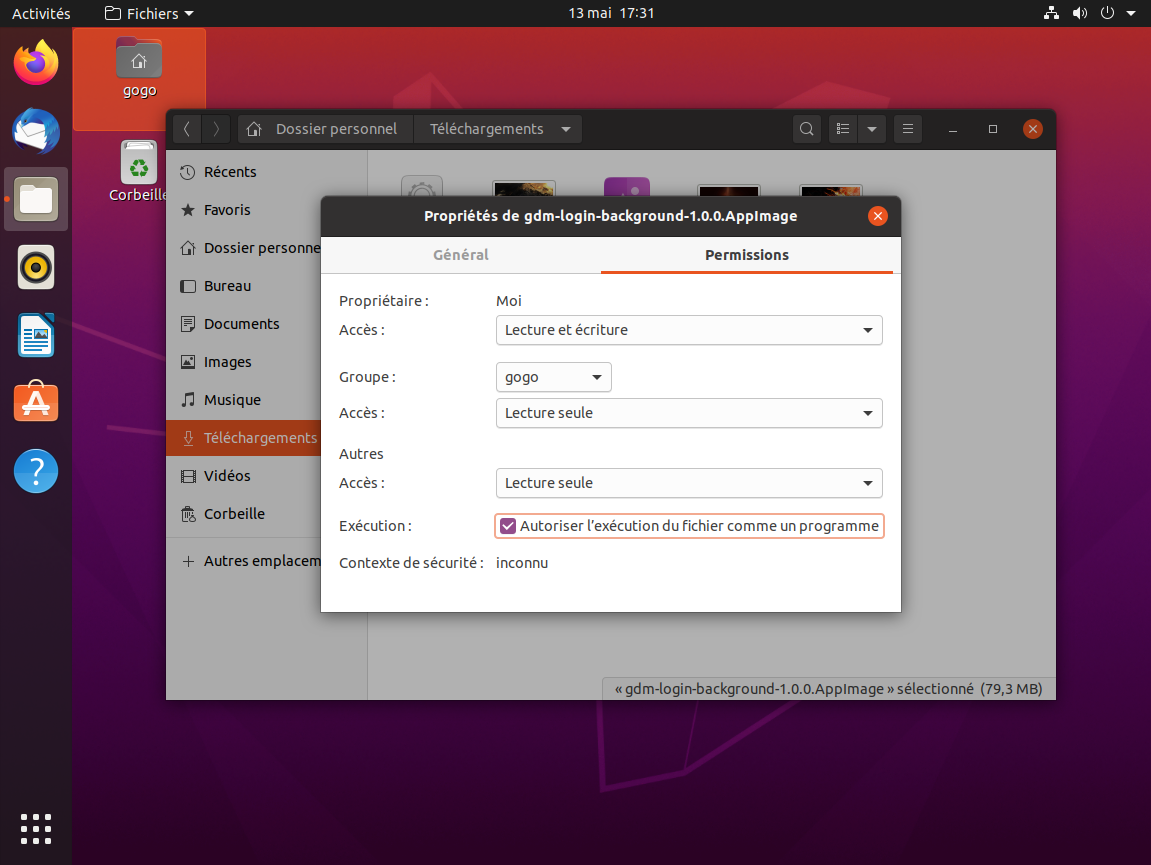 Activités
Fichiers
13 mai 17:31
gogo
Corbeille
Dossier personnel
Téléchargements
Récents
Favoris
Dossier personne
Bureau
Documents
Images
Musique
Téléchargements
Vidéos
Corbeille
Autres emplacem
Propriétés de gdm-login-background-1.0.0.AppImage
Général
Permissions
Propriétaire :
Moi
Accès :
Lecture et écriture
Groupe :
gogo
Accès :
Lecture seule
Autres
Accès :
Lecture seule
Exécution :
Autoriser l’exécution du fichier comme un programme
Contexte de sécurité :
inconnu
« gdm-login-background-1.0.0.AppImage » sélectionné (79,3 MB)